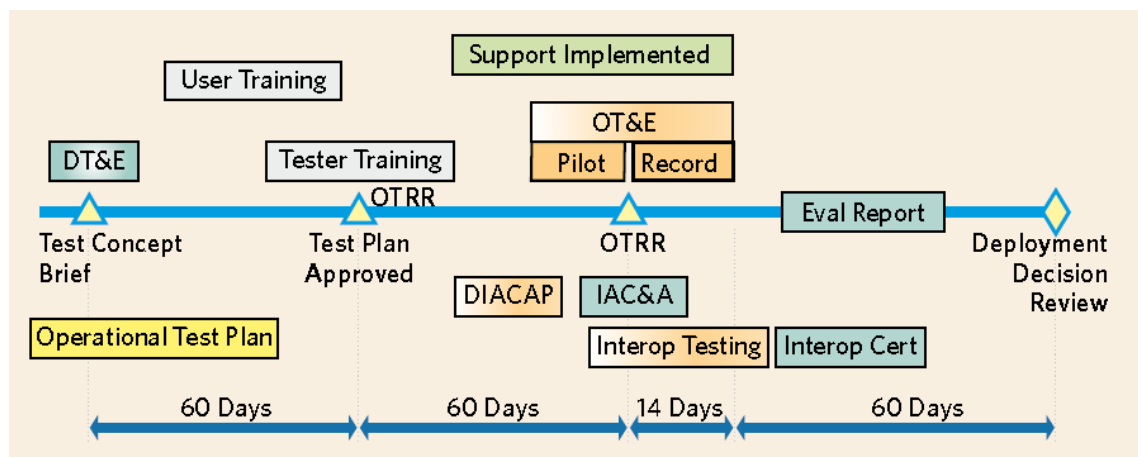 Support Implemented
User Training
OT&E
DT&E
Tester Training
Pilot
Record
OTRR
Eval Report
Test Concept
Brief
Test Plan
Approved
OTRR
Deployment
Decision
Review
DIACAP
IAC&A
Operational Test Plan
Interop Testing
Interop Cert
60 Days
60 Days
14 Days
60 Days